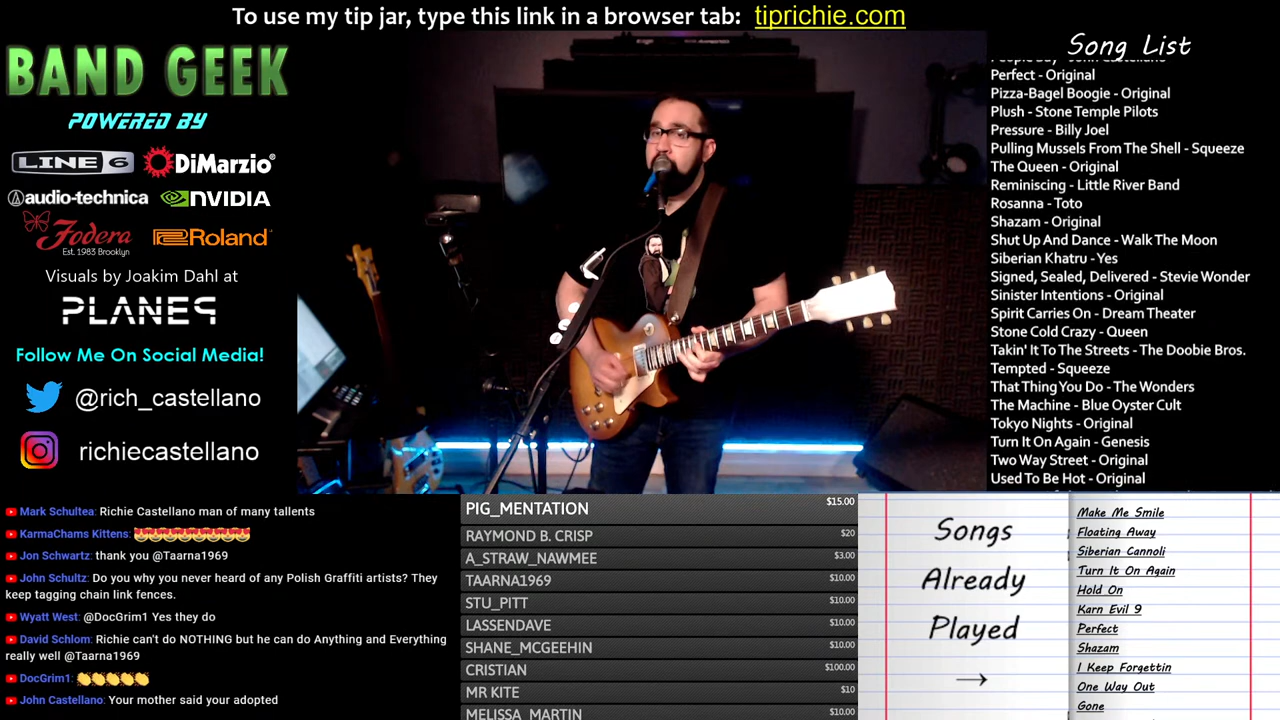 To use my tip jar, type this link in a browser tab: tiprichie.com
BAND GEEK
POWERED BY
LINE 6
DiMarzio®
audio-technica
NVIDIA
Fodera
Est. 1983 Brooklyn
Roland
Visuals by Joakim Dahl at
PLANE9
Follow Me On Social Media!
@rich_castellano
richiecastellano
Song List
Perfect - Original
Pizza-Bagel Boogie - Original
Plush - Stone Temple Pilots
Pressure - Billy Joel
Pulling Mussels From The Shell - Squeeze
The Queen - Original
Reminiscing - Little River Band
Rosanna - Toto
Shazam - Original
Shut Up And Dance - Walk The Moon
Siberian Khatru - Yes
Signed, Sealed, Delivered - Stevie Wonder
Sinister Intentions - Original
Spirit Carries On - Dream Theater
Stone Cold Crazy - Queen
Takin' It To The Streets - The Doobie Bros.
Tempted - Squeeze
That Thing You Do - The Wonders
The Machine - Blue Oyster Cult
Tokyo Nights - Original
Turn It On Again - Genesis
Two Way Street - Original
Used To Be Hot - Original
Mark Schultea: Richie Castellano man of many tallents
KarmaChams Kittens:
Jon Schwartz: thank you @Taarna1969
John Schultz: Do you why you never heard of any Polish Graffiti artists? They
keep tagging chain link fences.
Wyatt West: @DocGrim1 Yes they do
David Schlom: Richie can't do NOTHING but he can do Anything and Everything
really well @Taarna1969
DocGrim1:
John Castellano: Your mother said your adopted
PIG_MENTATION $15.00
RAYMOND B. CRISP $20
A_STRAW_NAWMEE $3.00
TAARNA1969 $10.00
STU_PITT $10.00
LASSENDAVE $10.00
SHANE_MCGEEHIN $10.00
CRISTIAN $100.00
MR KITE $10
MELISSA_MARTIN $10.00
Songs
Already
Played
→
Make Me Smile
Floating Away
Siberian Cannoli
Turn It On Again
Hold On
Karn Evil 9
Perfect
Shazam
I Keep Forgettin
One Way Out
Gone